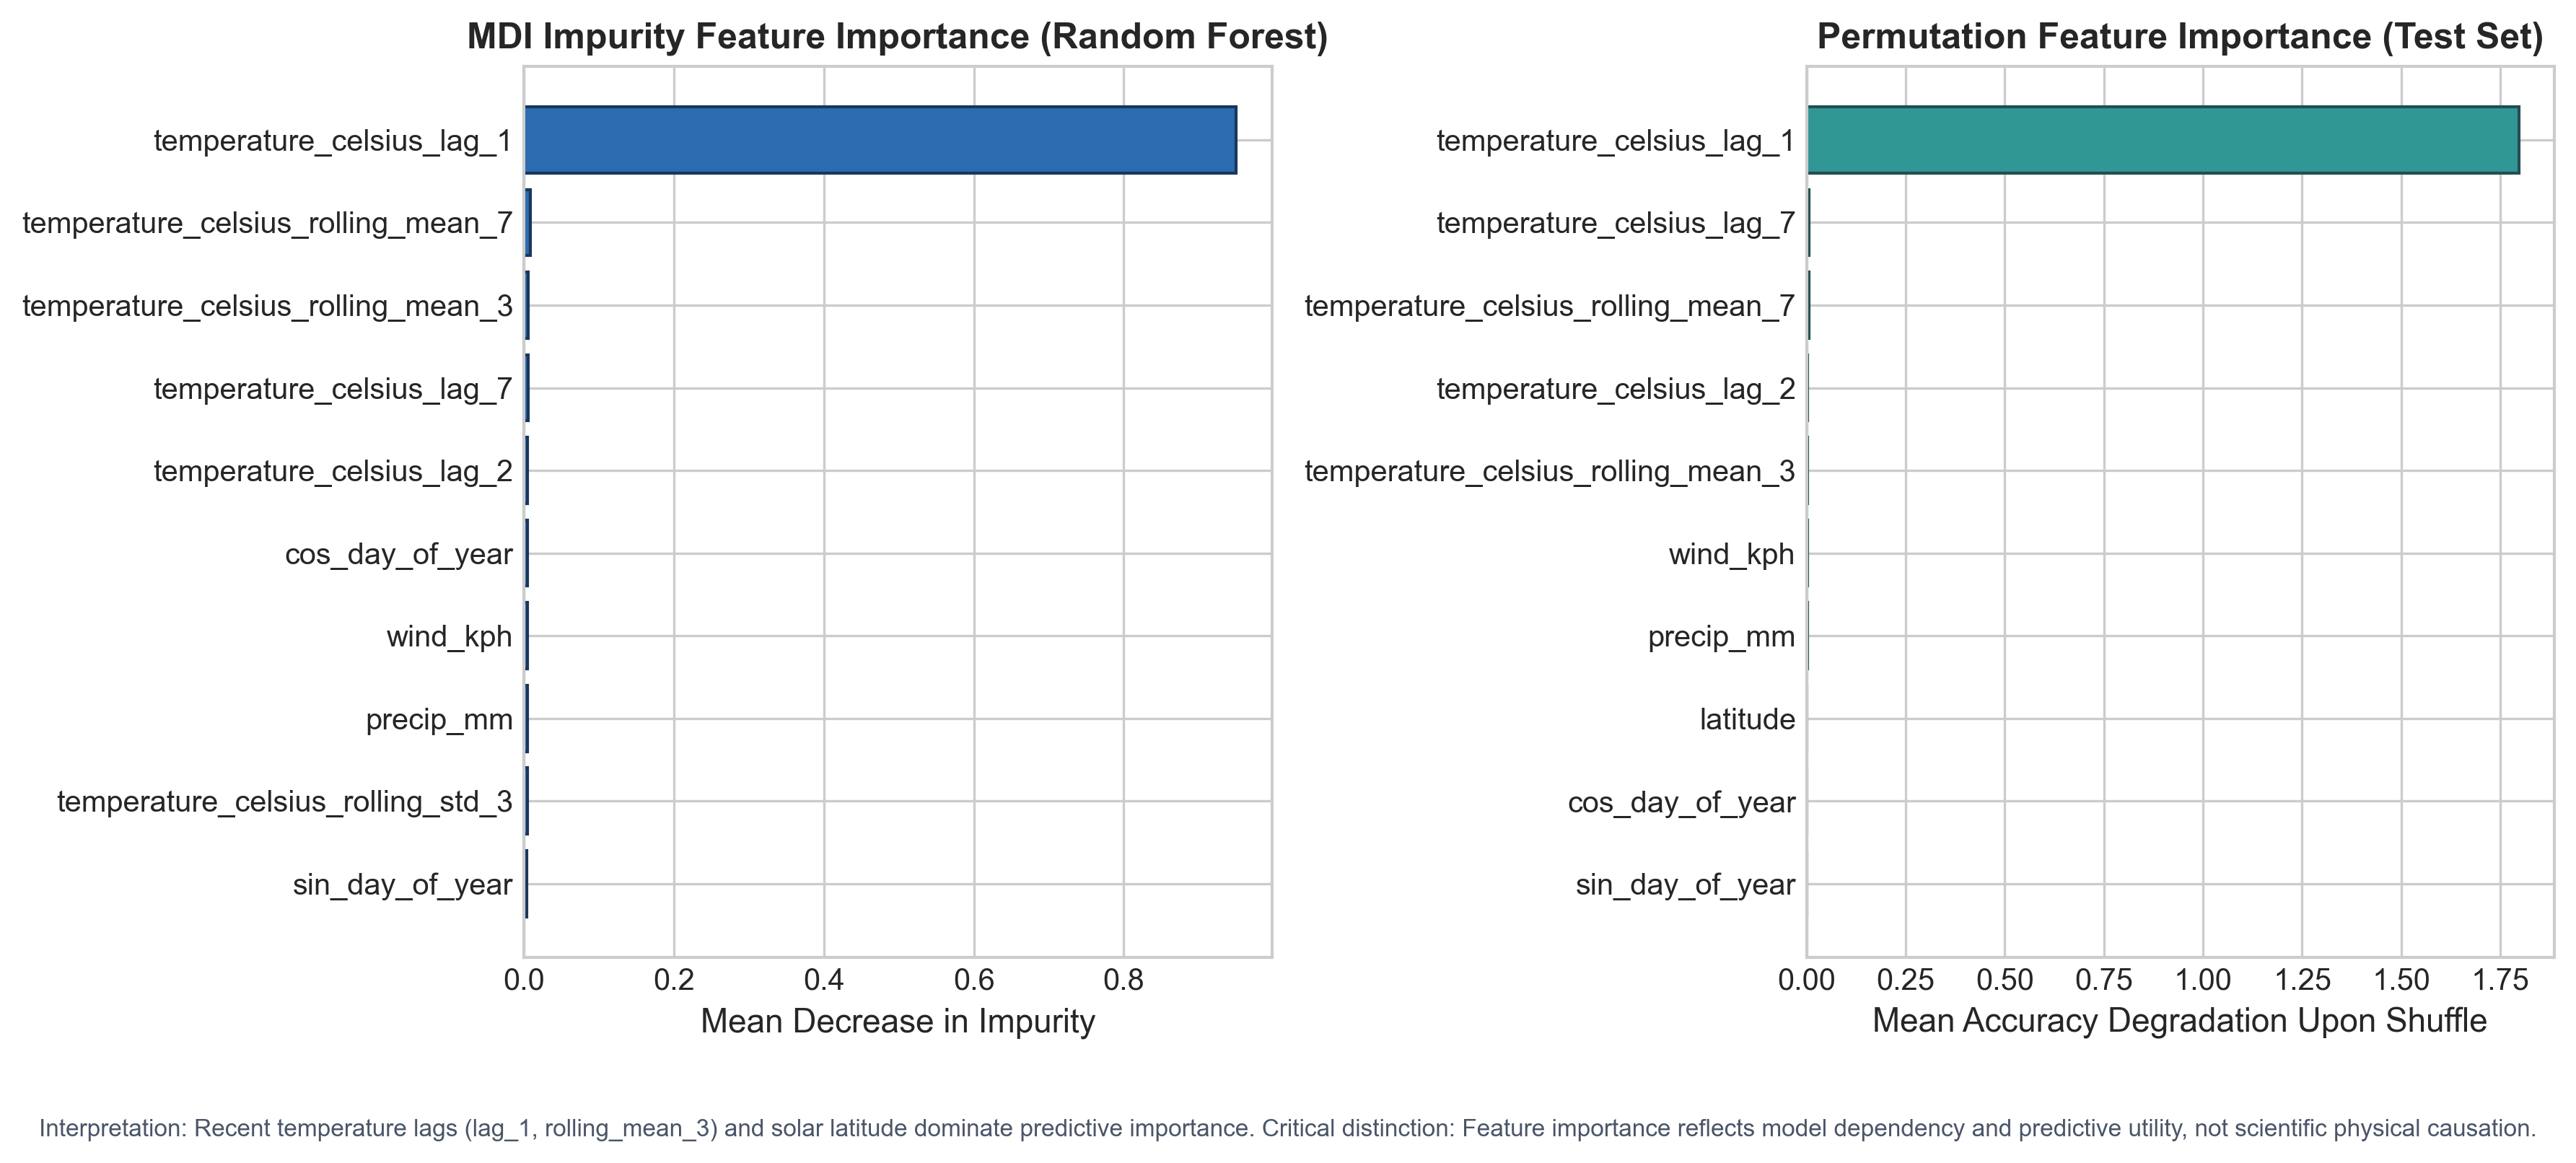 MDI Impurity Feature Importance (Random Forest)
temperature_celsius_lag_1
temperature_celsius_rolling_mean_7
temperature_celsius_rolling_mean_3
temperature_celsius_lag_7
temperature_celsius_lag_2
cos_day_of_year
wind_kph
precip_mm
temperature_celsius_rolling_std_3
sin_day_of_year
0.0 0.2 0.4 0.6 0.8
Mean Decrease in Impurity
Permutation Feature Importance (Test Set)
temperature_celsius_lag_1
temperature_celsius_lag_7
temperature_celsius_rolling_mean_7
temperature_celsius_lag_2
temperature_celsius_rolling_mean_3
wind_kph
precip_mm
latitude
cos_day_of_year
sin_day_of_year
0.00 0.25 0.50 0.75 1.00 1.25 1.50 1.75
Mean Accuracy Degradation Upon Shuffle
Interpretation: Recent temperature lags (lag_1, rolling_mean_3) and solar latitude dominate predictive importance. Critical distinction: Feature importance reflects model dependency and predictive utility, not scientific physical causation.